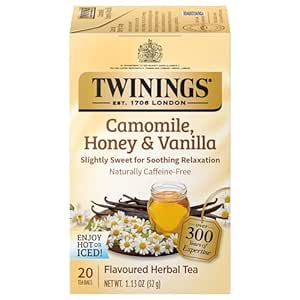 TWININGS®
EST. 1706 LONDON
Camomile,
Honey & Vanilla
Slightly Sweet for Soothing Relaxation
Naturally Caffeine-Free
over
300
Years of
Expertise
ENJOY
HOT OR
ICED!
20
TEA BAGS
Flavoured Herbal Tea
NET WT. 1.13 OZ (32 g)